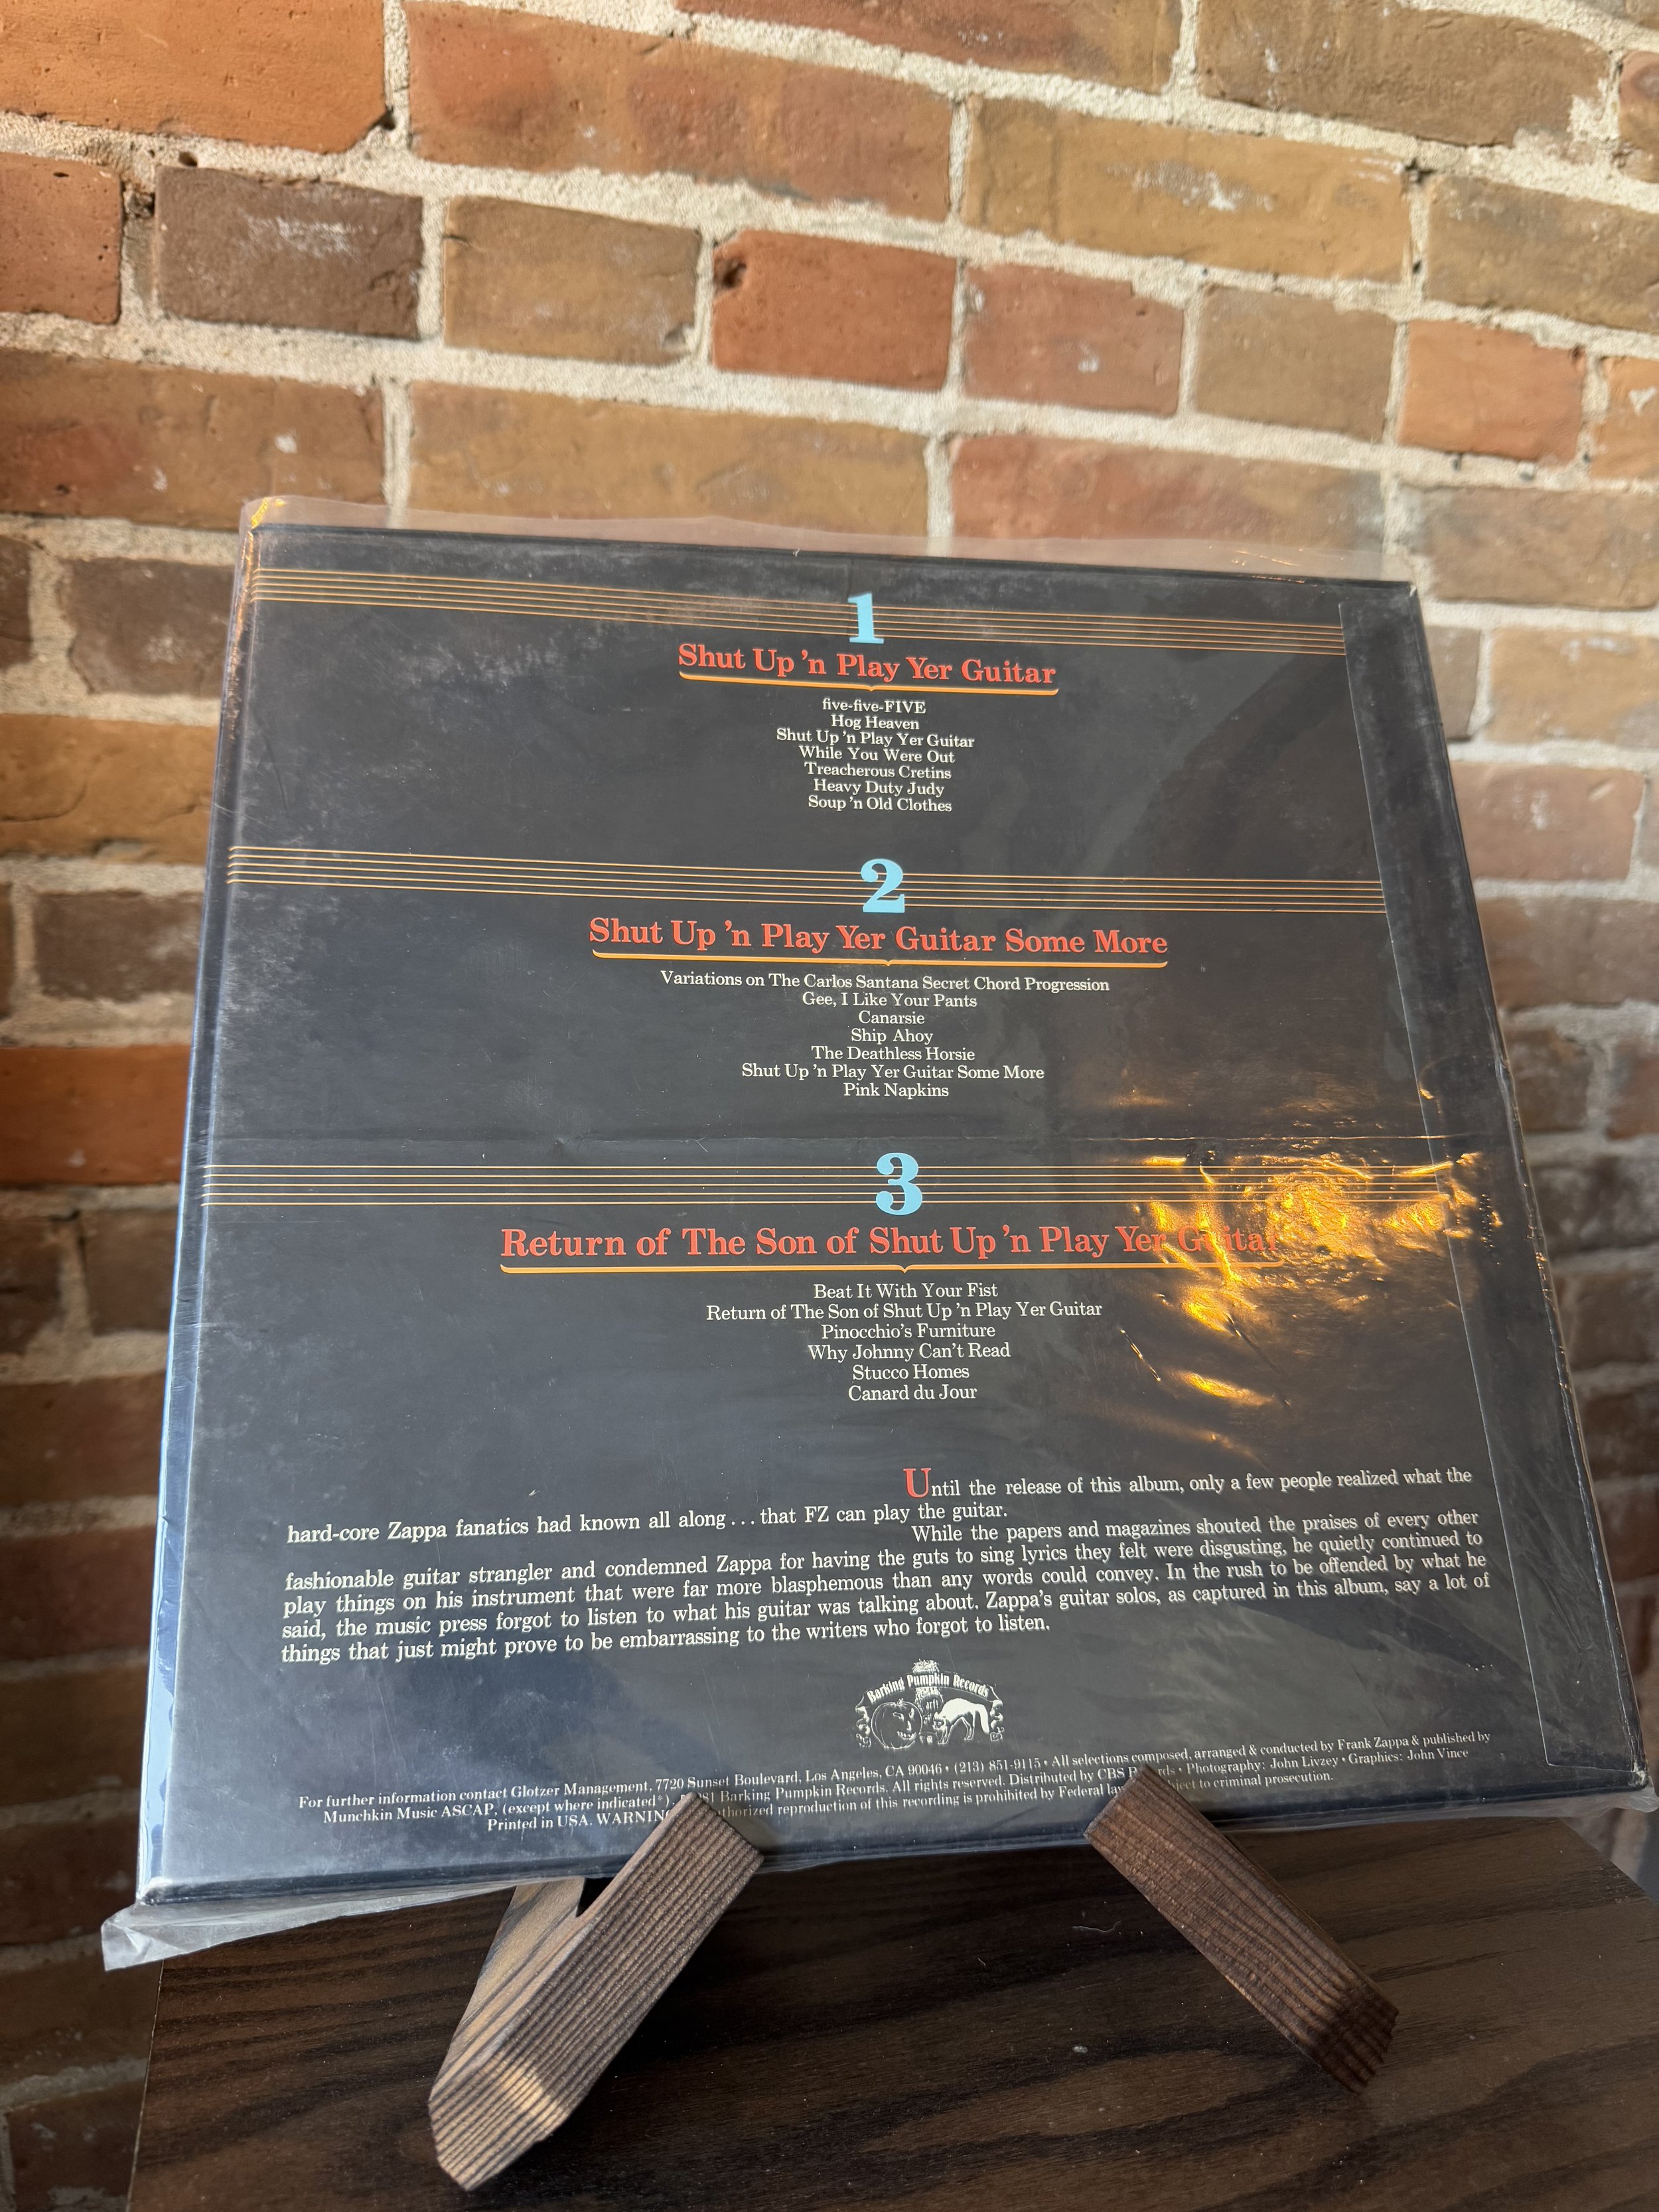 1
Shut Up 'n Play Yer Guitar
five-five-FIVE
Hog Heaven
Shut Up 'n Play Yer Guitar
While You Were Out
Treacherous Cretins
Heavy Duty Judy
Soup 'n Old Clothes
2
Shut Up 'n Play Yer Guitar Some More
Variations on The Carlos Santana Secret Chord Progression
Gee, I Like Your Pants
Canarsie
Ship Ahoy
The Deathless Horsie
Shut Up 'n Play Yer Guitar Some More
Pink Napkins
3
Return of The Son of Shut Up 'n Play Yer Guitar
Beat It With Your Fist
Return of The Son of Shut Up 'n Play Yer Guitar
Pinocchio's Furniture
Why Johnny Can't Read
Stucco Homes
Canard du Jour
Until the release of this album, only a few people realized what the
hard-core Zappa fanatics had known all along...that FZ can play the guitar.
While the papers and magazines shouted the praises of every other
fashionable guitar strangler and condemned Zappa for having the guts to sing lyrics they felt were disgusting, he quietly continued to
play things on his instrument that were far more blasphemous than any words could convey. In the rush to be offended by what he
said, the music press forgot to listen to what his guitar was talking about. Zappa's guitar solos, as captured in this album, say a lot of
things that just might prove to be embarrassing to the writers who forgot to listen.
Barking Pumpkin Records
arf!
For further information contact Glotzer Management, 7720 Sunset Boulevard, Los Angeles, CA 90046 • (213) 851-9115 • All selections composed, arranged & conducted by Frank Zappa & published by
Munchkin Music ASCAP, (except where indicated*). Barking Pumpkin Records. All rights reserved. Distributed by CBS • Photography: John Livzey • Graphics: John Vince
Printed in USA. reproduction of this recording is prohibited by Federal to criminal prosecution.